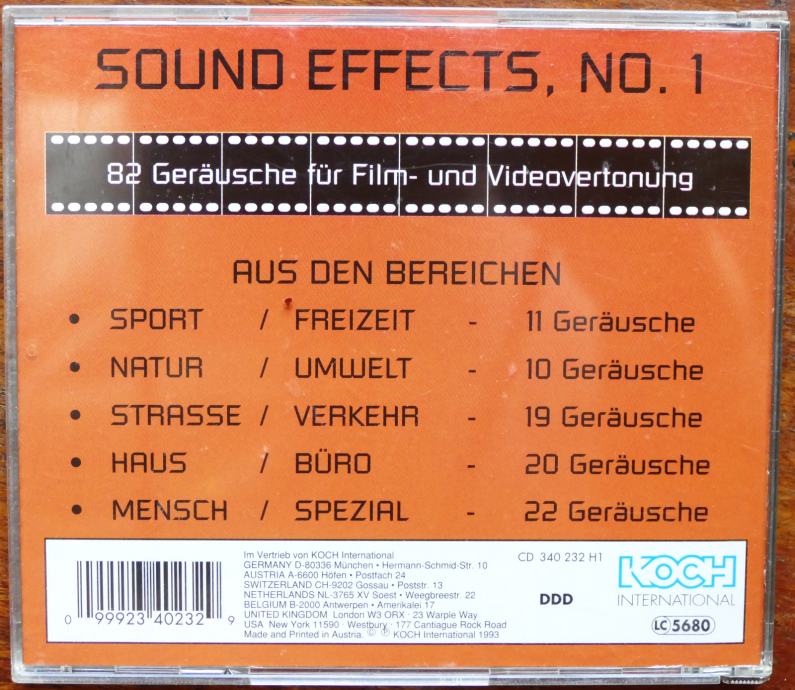 SOUND EFFECTS, NO. 1
82 Geräusche für Film- und Videovertonung
AUS DEN BEREICHEN
• SPORT / FREIZEIT - 11 Geräusche
• NATUR / UMWELT - 10 Geräusche
• STRASSE / VERKEHR - 19 Geräusche
• HAUS / BÜRO - 20 Geräusche
• MENSCH / SPEZIAL - 22 Geräusche
0 99923 40232 9
Im Vertrieb von KOCH International
GERMANY D-80336 München · Hermann-Schmid-Str. 10
AUSTRIA A-6600 Höfen · Postfach 24
SWITZERLAND CH-9202 Gossau · Poststr. 13
NETHERLANDS NL-3765 XV Soest · Weegbreestr. 22
BELGIUM B-2000 Antwerpen · Amerikalei 17
UNITED KINGDOM London W3 ORX · 23 Warple Way
USA New York 11590 · Westbury · 177 Cantiague Rock Road
Made and Printed in Austria. © ℗ KOCH International 1993
CD 340 232 H1
DDD
KOCH
INTERNATIONAL
LC 5680